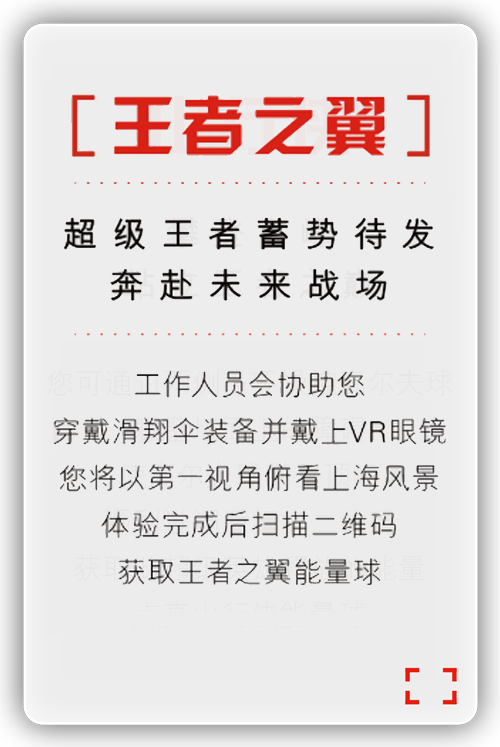 [王者之翼]
超级王者蓄势待发
奔赴未来战场
工作人员会协助您
穿戴滑翔伞装备并戴上VR眼镜
您将以第一视角俯看上海风景
体验完成后扫描二维码
获取王者之翼能量球